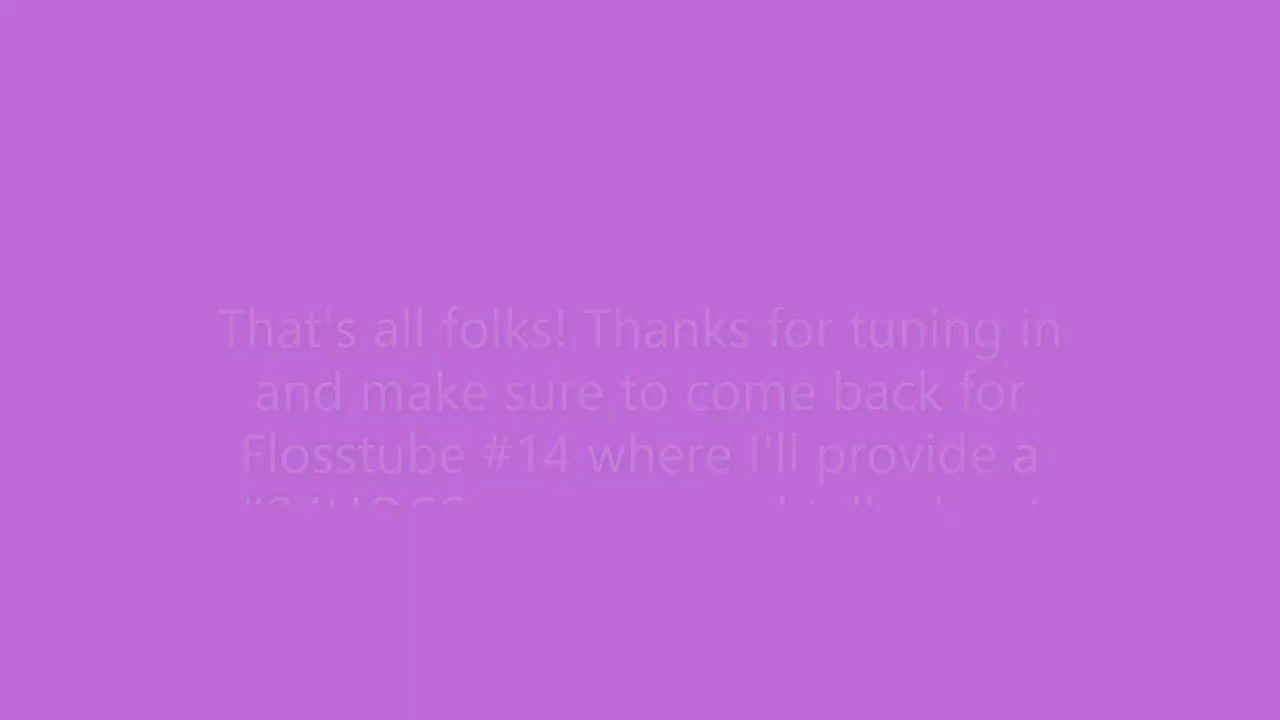 That's all folks! Thanks for tuning in
and make sure to come back for
Flosstube #14 where I'll provide a